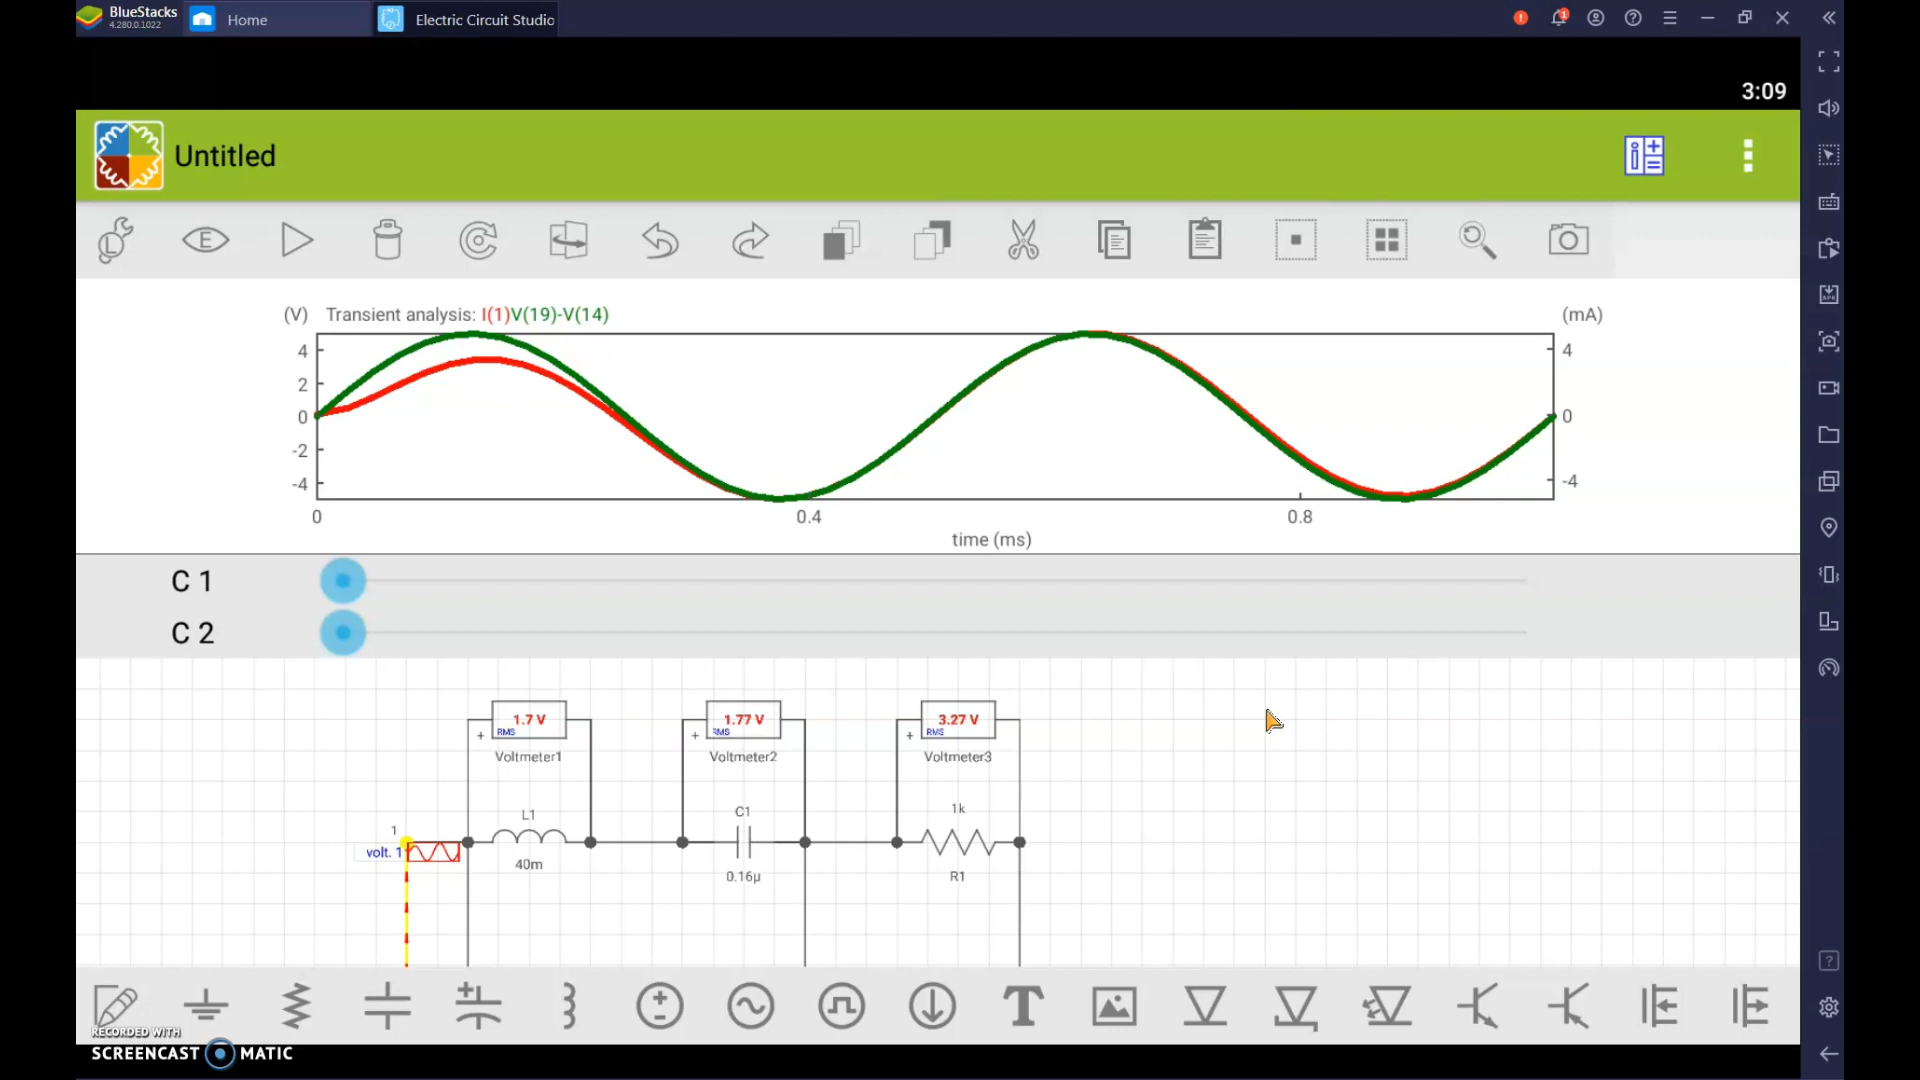 BlueStacks
4.280.0.1022
Home
Electric Circuit Studio
3:09
Untitled
L
E
(V) Transient analysis: I(1)V(19)-V(14) (mA)
4 4
2
0 0
-2
-4 -4
0 0.4 0.8
time (ms)
C 1
C 2
1.7 V 1.77 V 3.27 V
RMS RMS RMS
+ + +
Voltmeter1 Voltmeter2 Voltmeter3
L1 C1 1k
1
volt. 1
40m 0.16µ R1
T
RECORDED WITH
SCREENCAST MATIC